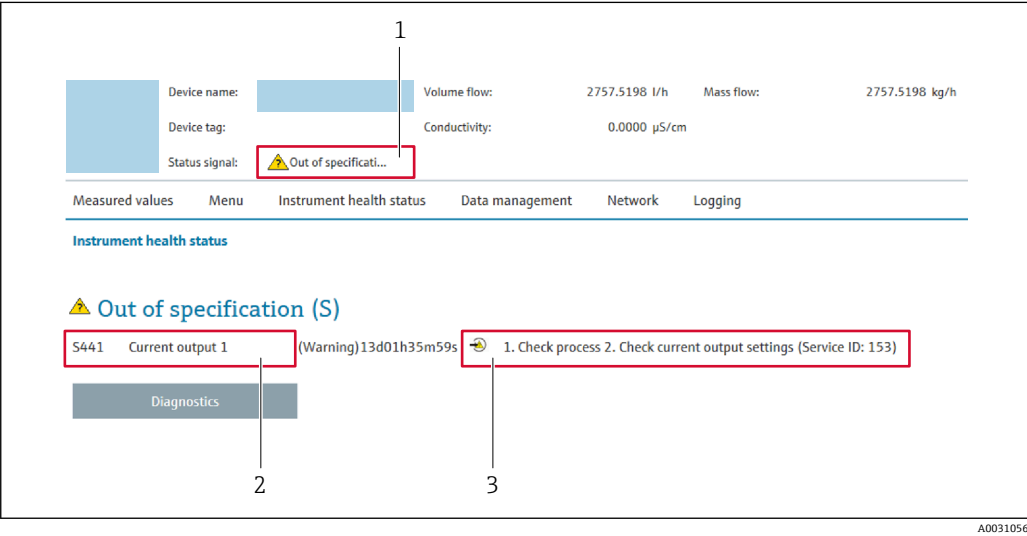 1
Device name: Volume flow: 2757.5198 l/h Mass flow: 2757.5198 kg/h
Device tag: Conductivity: 0.0000 µS/cm
Status signal: Out of specificati...
Measured values Menu Instrument health status Data management Network Logging
Instrument health status
Out of specification (S)
S441 Current output 1 (Warning)13d01h35m59s 1. Check process 2. Check current output settings (Service ID: 153)
Diagnostics
2 3
A0031056